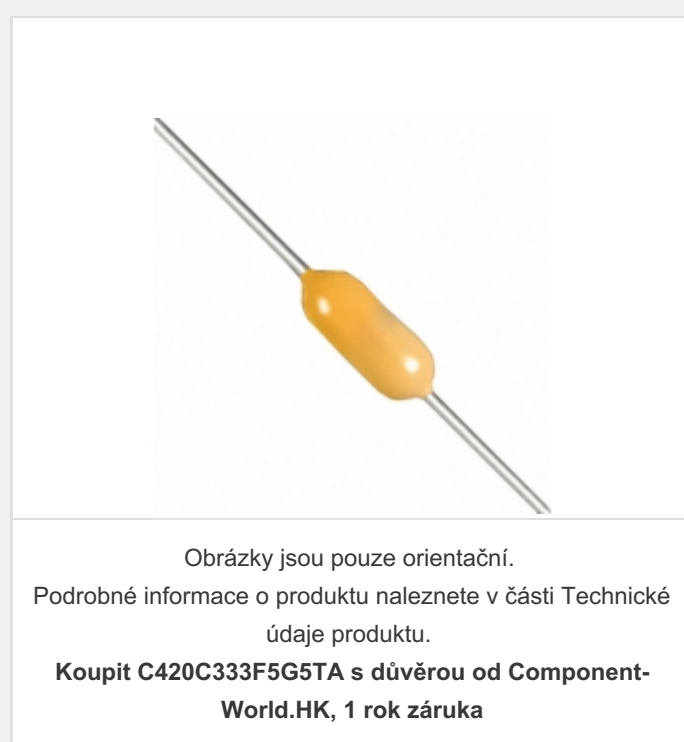 Obrázky jsou pouze orientační.
Podrobné informace o produktu naleznete v části Technické
údaje produktu.
Koupit C420C333F5G5TA s důvěrou od Component-
World.HK, 1 rok záruka